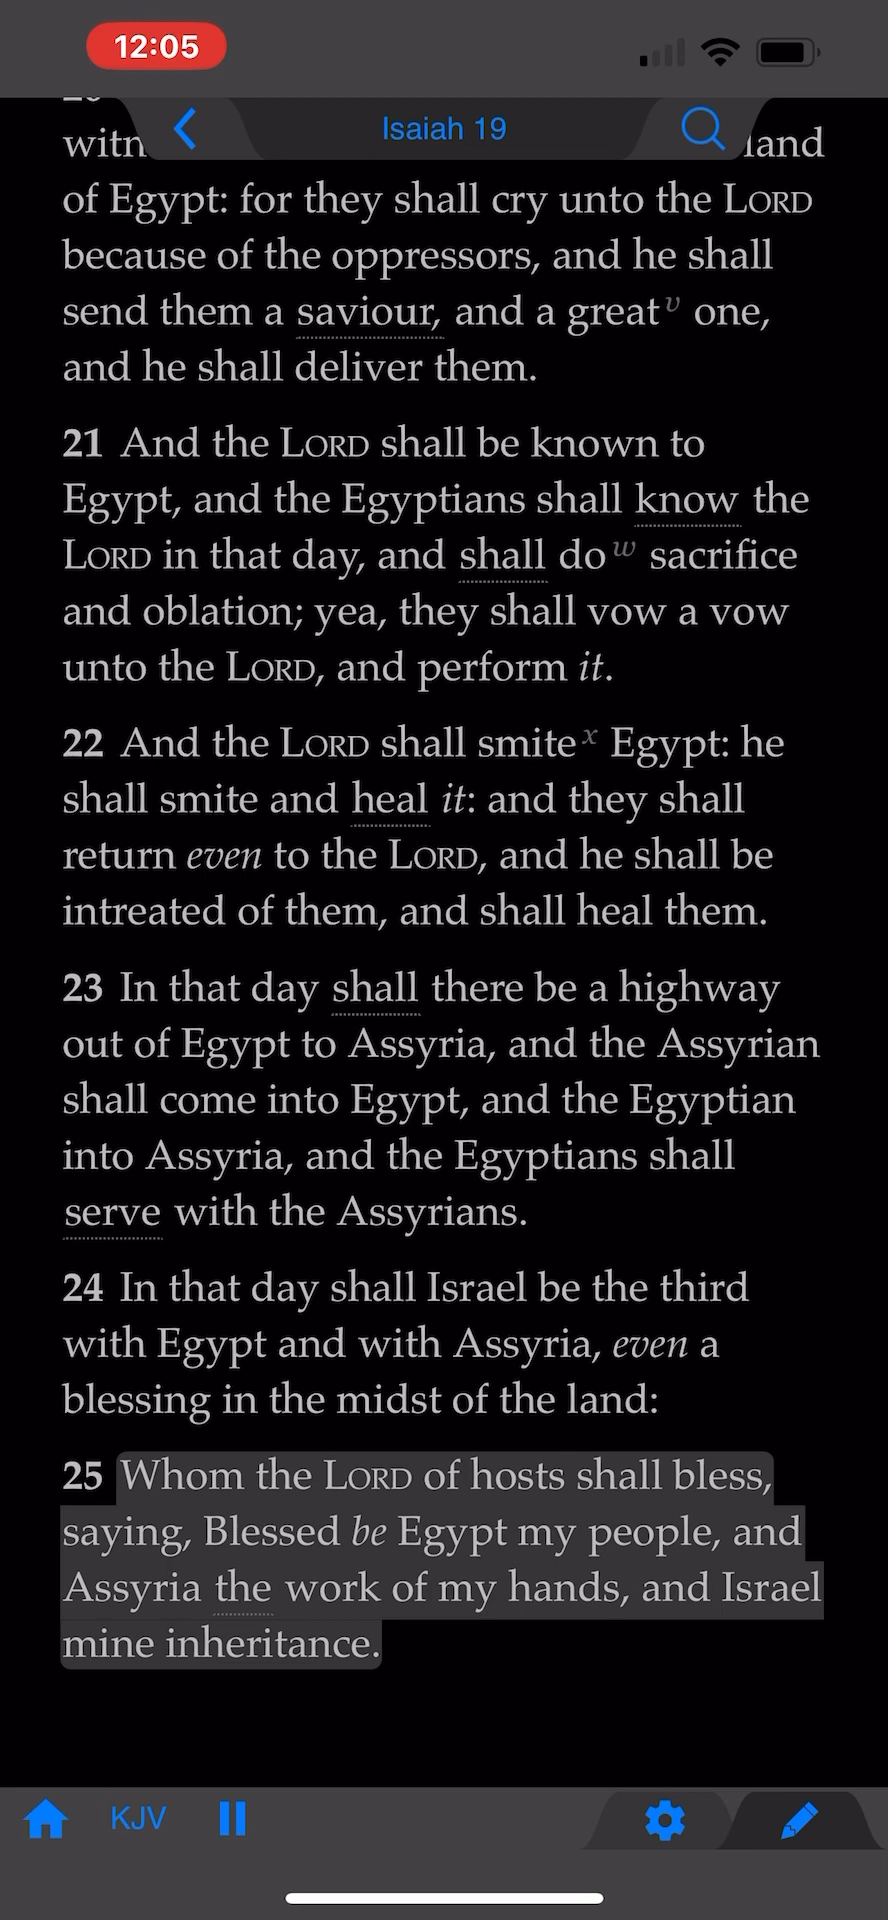 12:05
Isaiah 19
witn land
of Egypt: for they shall cry unto the LORD
because of the oppressors, and he shall
send them a saviour, and a great v one,
and he shall deliver them.
21 And the LORD shall be known to
Egypt, and the Egyptians shall know the
LORD in that day, and shall do w sacrifice
and oblation; yea, they shall vow a vow
unto the LORD, and perform it.
22 And the LORD shall smite x Egypt: he
shall smite and heal it: and they shall
return even to the LORD, and he shall be
intreated of them, and shall heal them.
23 In that day shall there be a highway
out of Egypt to Assyria, and the Assyrian
shall come into Egypt, and the Egyptian
into Assyria, and the Egyptians shall
serve with the Assyrians.
24 In that day shall Israel be the third
with Egypt and with Assyria, even a
blessing in the midst of the land:
25 Whom the LORD of hosts shall bless,
saying, Blessed be Egypt my people, and
Assyria the work of my hands, and Israel
mine inheritance.
KJV